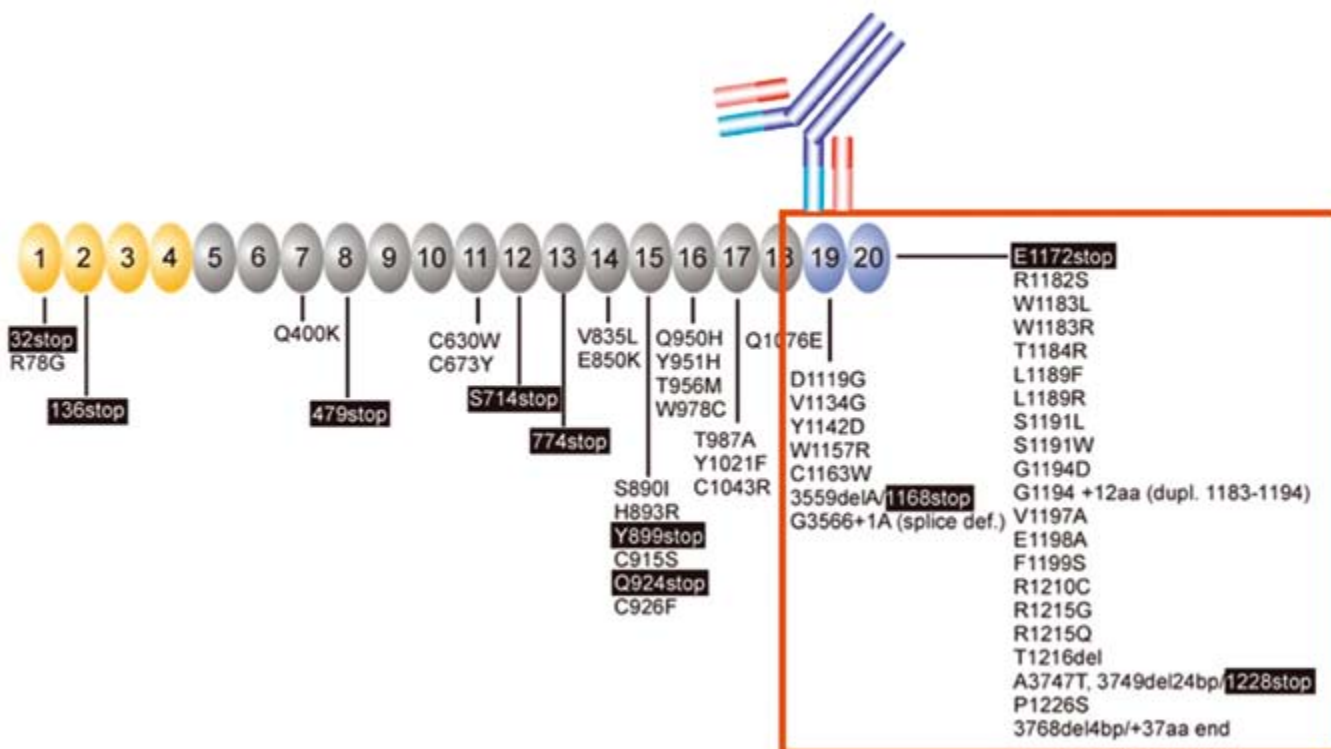 1 2 3 4 5 6 7 8 9 10 11 12 13 14 15 16 17 18 19 20
32stop
R78G
136stop
Q400K
479stop
C630W
C673Y
S714stop
774stop
V835L
E850K
S890I
H893R
Y899stop
C915S
Q924stop
C926F
Q950H
Y951H
T956M
W978C
T987A
Y1021F
C1043R
Q1076E
D1119G
V1134G
Y1142D
W1157R
C1163W
3559delA/1168stop
G3566+1A (splice def.)
E1172stop
R1182S
W1183L
W1183R
T1184R
L1189F
L1189R
S1191L
S1191W
G1194D
G1194 +12aa (dupl. 1183-1194)
V1197A
E1198A
F1199S
R1210C
R1215G
R1215Q
T1216del
A3747T, 3749del24bp/1228stop
P1226S
3768del4bp/+37aa end